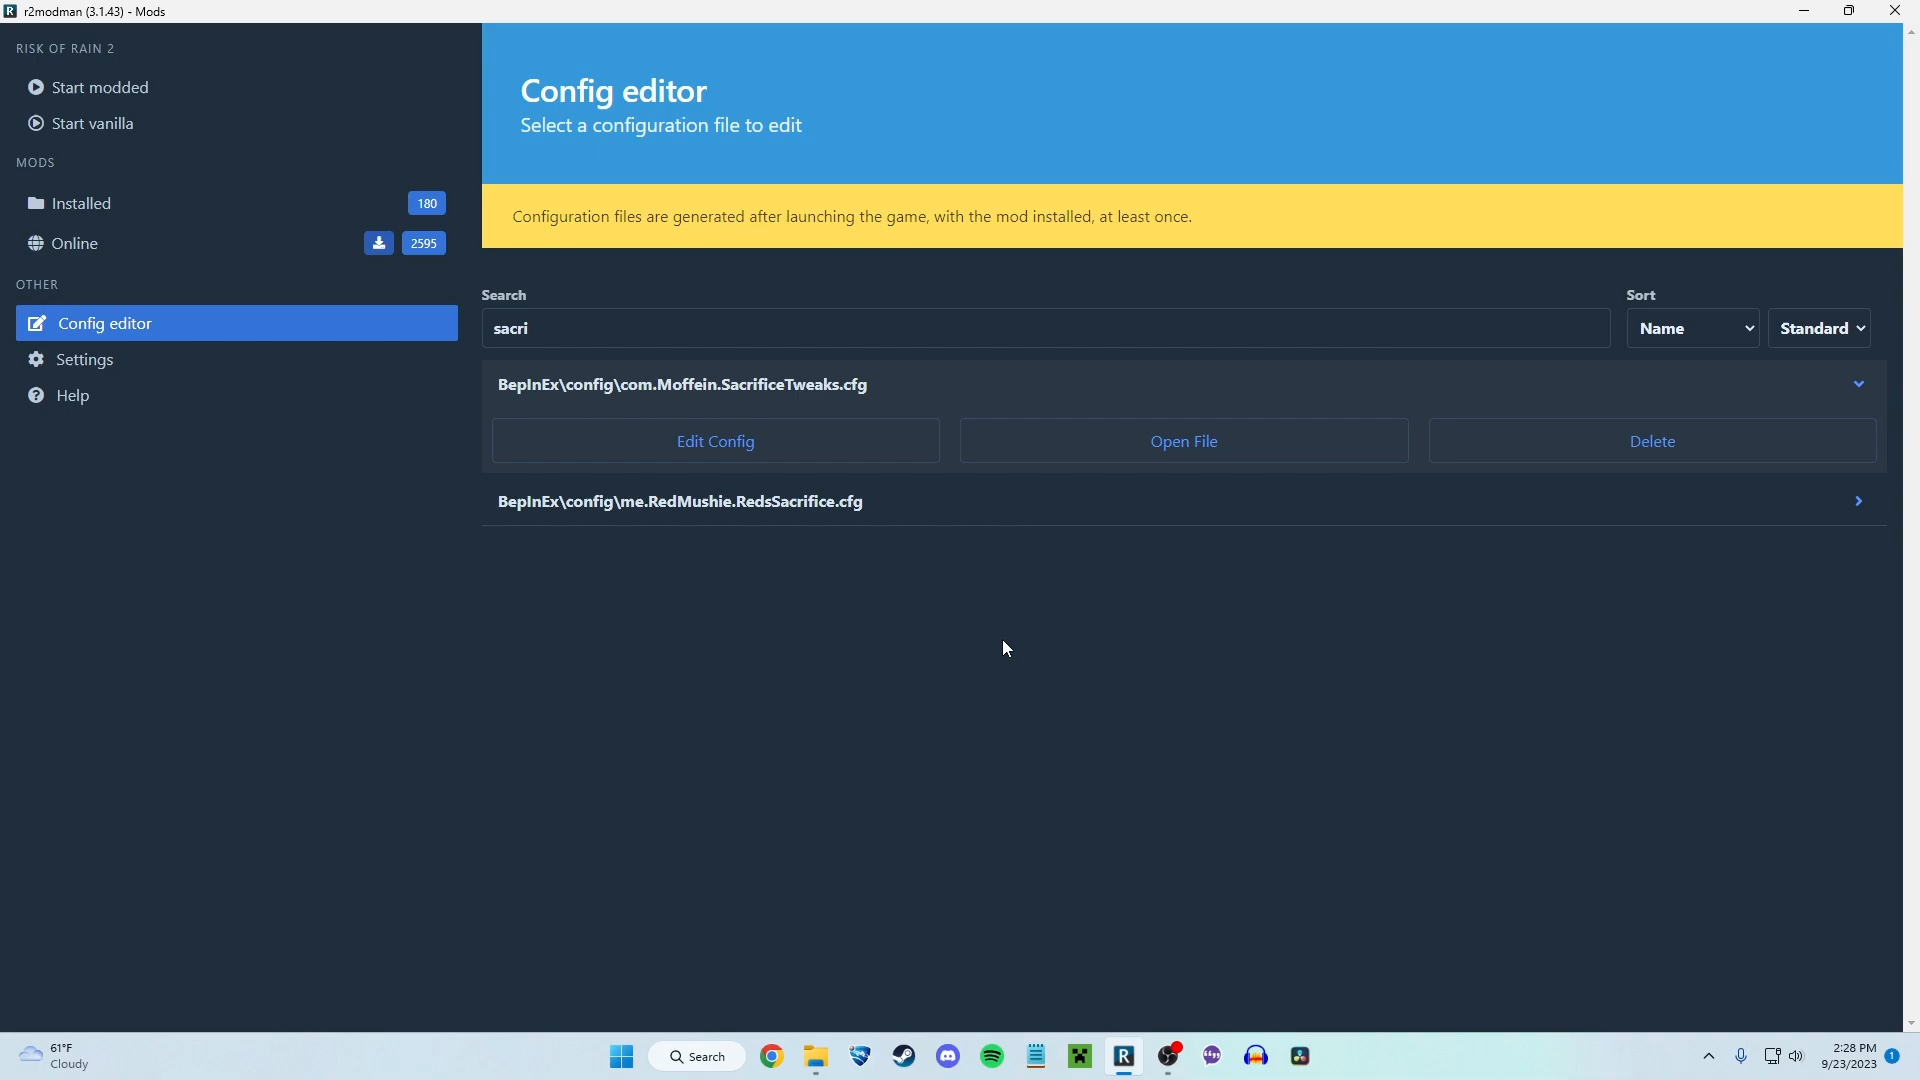 r2modman (3.1.43) - Mods
RISK OF RAIN 2
Start modded
Start vanilla
MODS
Installed 180
Online 2595
OTHER
Config editor
Settings
Help
Config editor
Select a configuration file to edit
Configuration files are generated after launching the game, with the mod installed, at least once.
Search
sacri
Sort
Name
Standard
BepInEx\config\com.Moffein.SacrificeTweaks.cfg
Edit Config
Open File
Delete
BepInEx\config\me.RedMushie.RedsSacrifice.cfg
61°F
Cloudy
Search
2:28 PM
9/23/2023
1